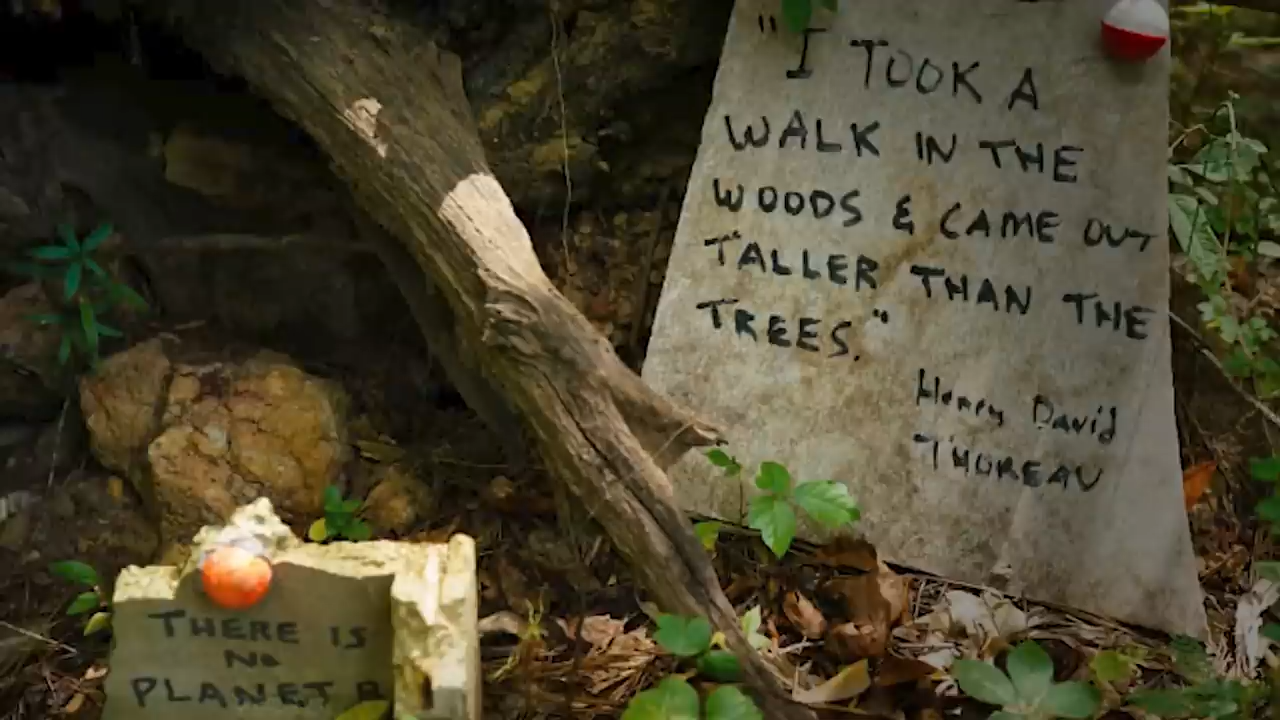 "I TOOK A
WALK IN THE
WOODS & CAME OUT
TALLER THAN THE
TREES."
Henry David
THOREAU
THERE IS
No
PLANET B